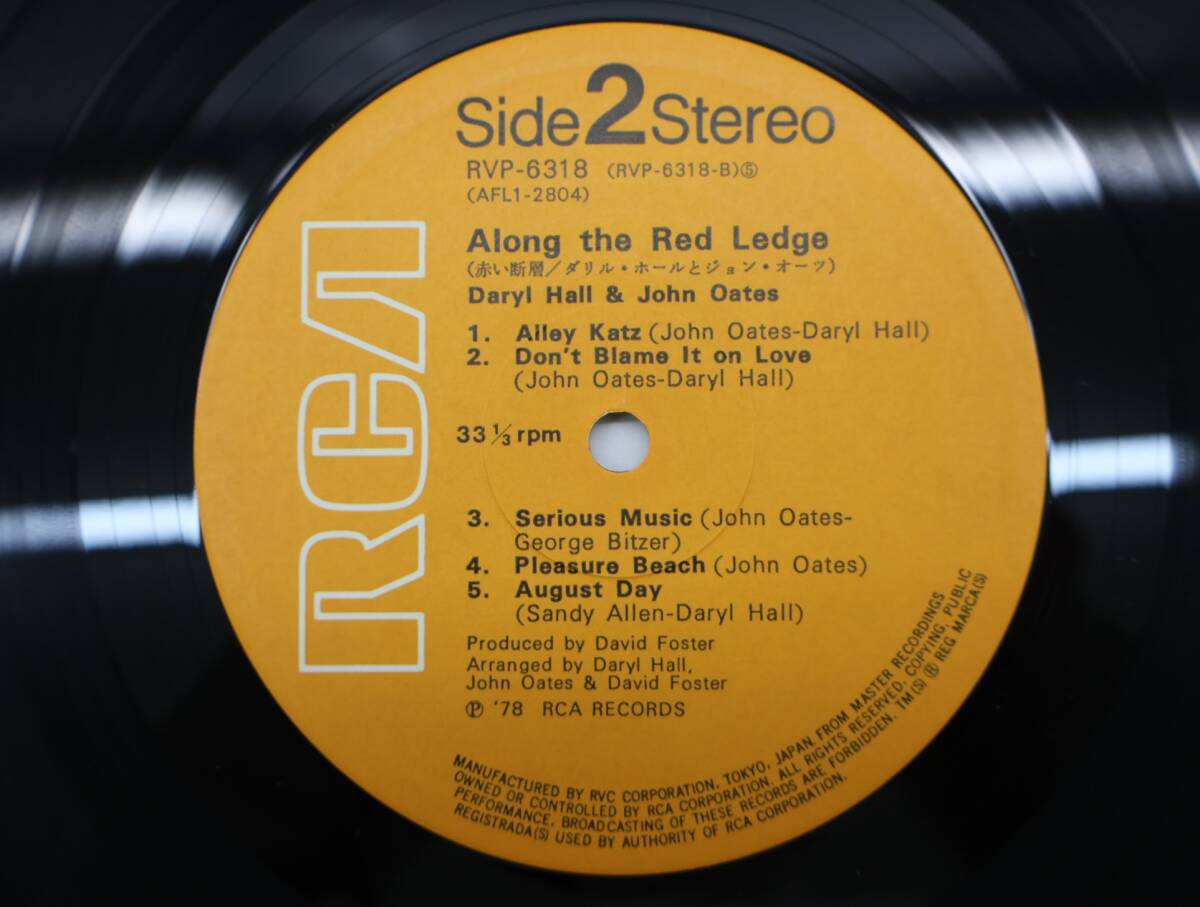 Side 2 Stereo
RVP-6318 (RVP-6318-B)⑤
(AFL1-2804)
Along the Red Ledge
(赤い断層/ダリル・ホールとジョン・オーツ)
Daryl Hall & John Oates
1. Alley Katz (John Oates-Daryl Hall)
2. Don't Blame It on Love
(John Oates-Daryl Hall)
33 1/3 rpm
3. Serious Music (John Oates-
George Bitzer)
4. Pleasure Beach (John Oates)
5. August Day
(Sandy Allen-Daryl Hall)
Produced by David Foster
Arranged by Daryl Hall,
John Oates & David Foster
℗ '78 RCA RECORDS
RCA
MANUFACTURED BY RVC CORPORATION, TOKYO, JAPAN FROM MASTER RECORDINGS
OWNED OR CONTROLLED BY RCA CORPORATION. ALL RIGHTS RESERVED. COPYING, PUBLIC
PERFORMANCE, BROADCASTING OF THESE RECORDS ARE FORBIDDEN. TM(S) ® REG MARCA(S)
REGISTRADA(S) USED BY AUTHORITY OF RCA CORPORATION.